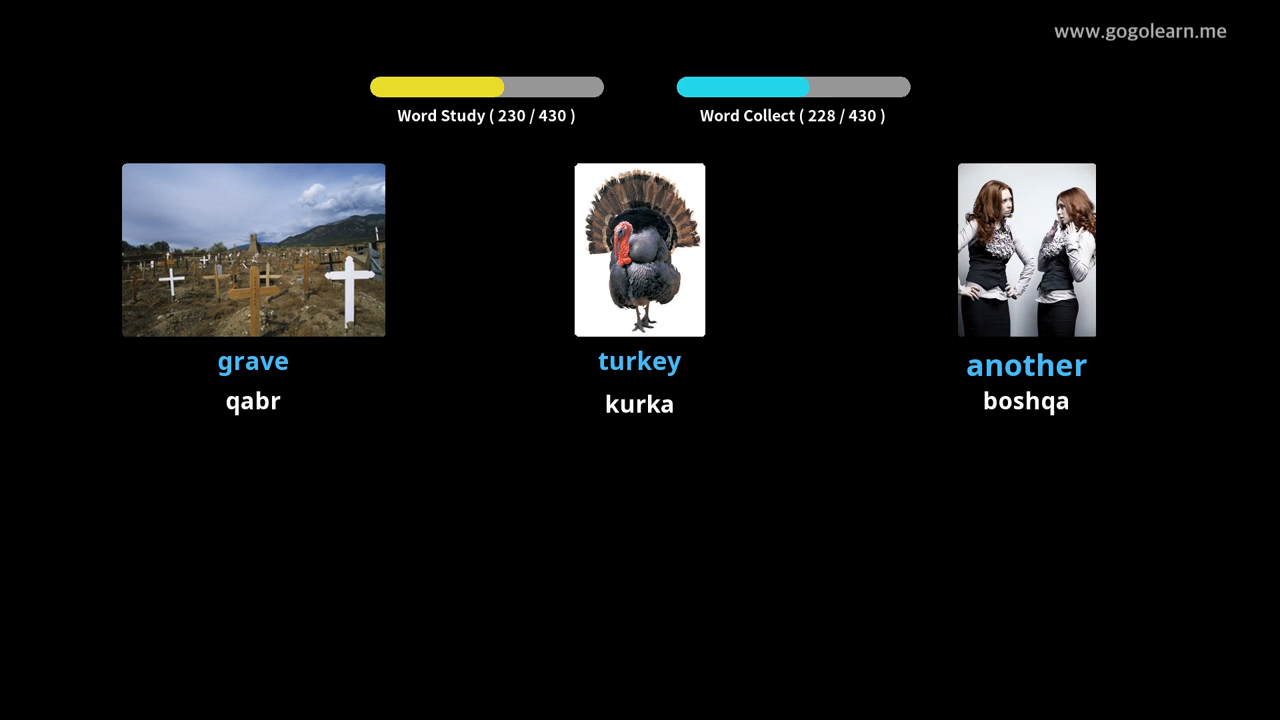 www.gogolearn.me
Word Study ( 230 / 430 )
Word Collect ( 228 / 430 )
grave
qabr
turkey
kurka
another
boshqa